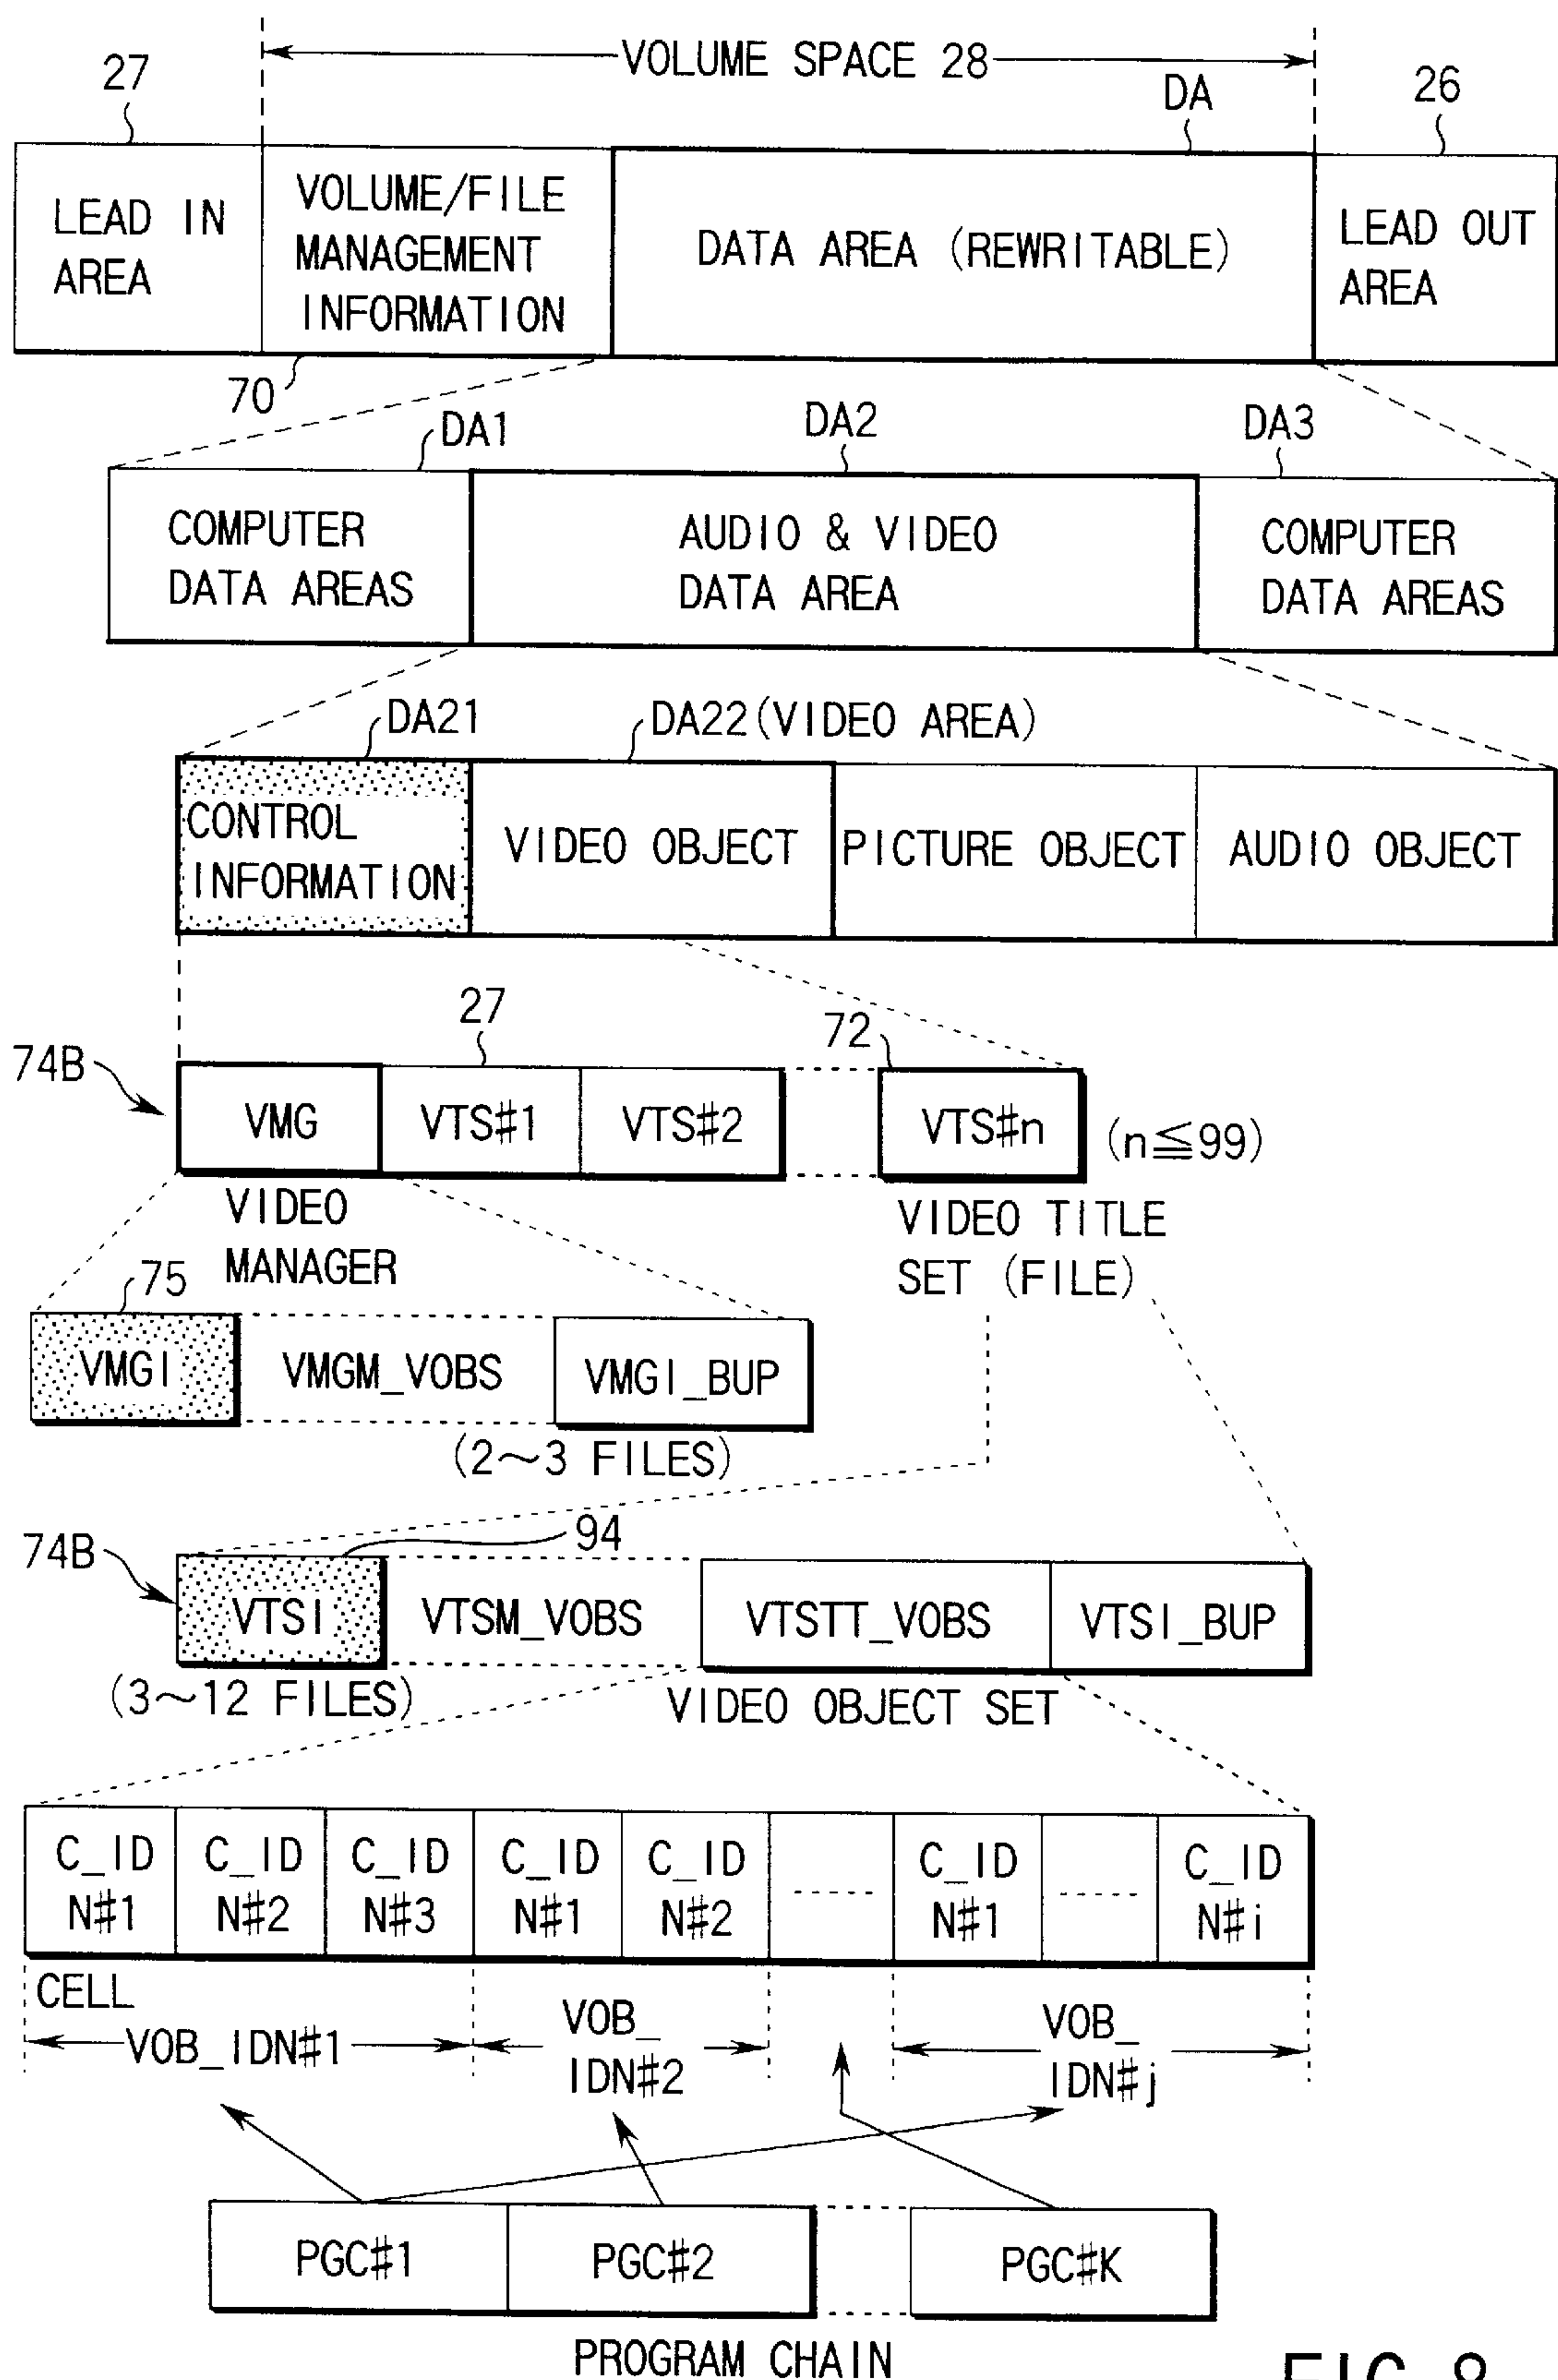 VOLUME SPACE 28
27
DA
26
LEAD IN
AREA
VOLUME/FILE
MANAGEMENT
INFORMATION
DATA AREA (REWRITABLE)
LEAD OUT
AREA
70
DA1
DA2
DA3
COMPUTER
DATA AREAS
AUDIO & VIDEO
DATA AREA
COMPUTER
DATA AREAS
DA21
DA22(VIDEO AREA)
CONTROL
INFORMATION
VIDEO OBJECT
PICTURE OBJECT
AUDIO OBJECT
27
72
74B
VMG
VTS#1
VTS#2
VTS#n
(n≦99)
VIDEO
MANAGER
VIDEO TITLE
SET (FILE)
75
VMGI
VMGM_VOBS
VMGI_BUP
(2~3 FILES)
94
74B
VTSI
VTSM_VOBS
VTSTT_VOBS
VTSI_BUP
(3~12 FILES)
VIDEO OBJECT SET
C_ID
N#1
C_ID
N#2
C_ID
N#3
C_ID
N#1
C_ID
N#2
C_ID
N#1
C_ID
N#i
CELL
VOB_IDN#1
VOB_
IDN#2
VOB_
IDN#j
PGC#1
PGC#2
PGC#K
PROGRAM CHAIN
FIG. 8